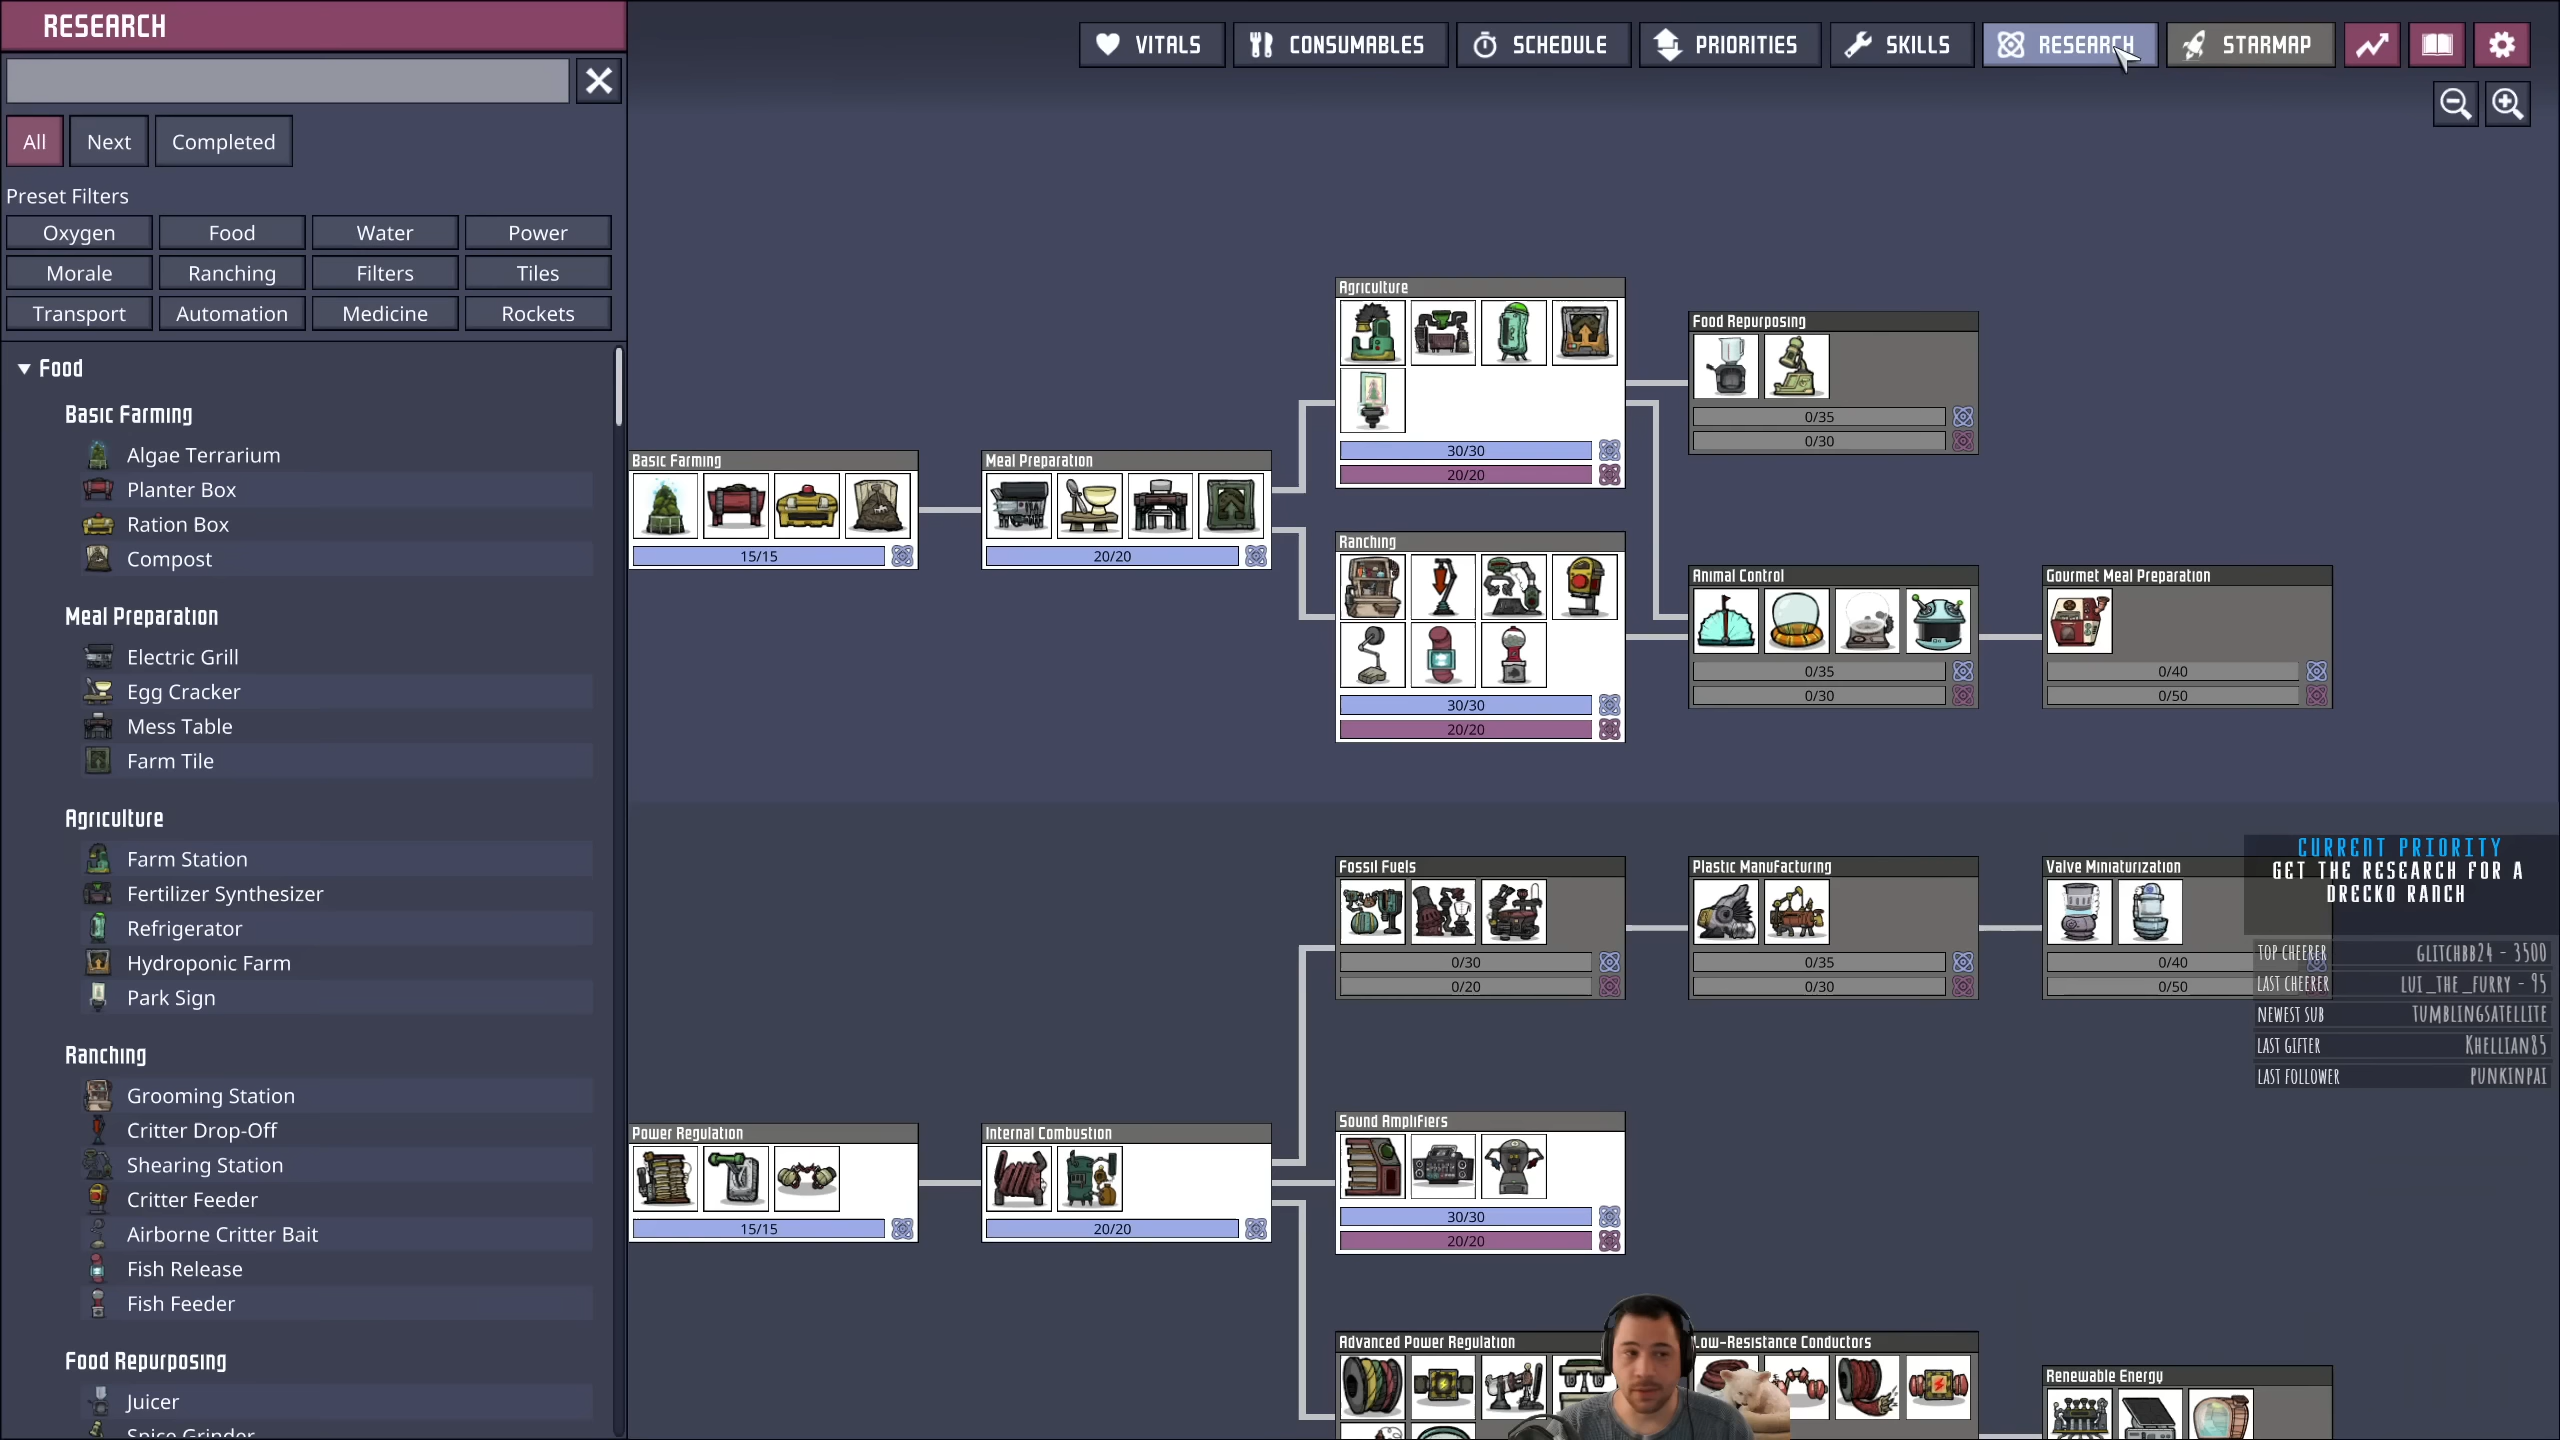 RESEARCH
VITALS
CONSUMABLES
SCHEDULE
PRIORITIES
SKILLS
RESEARCH
STARMAP
All
Next
Completed
Preset Filters
Oxygen
Food
Water
Power
Morale
Ranching
Filters
Tiles
Transport
Automation
Medicine
Rockets
Food
Basic Farming
Algae Terrarium
Planter Box
Ration Box
Compost
Meal Preparation
Electric Grill
Egg Cracker
Mess Table
Farm Tile
Agriculture
Farm Station
Fertilizer Synthesizer
Refrigerator
Hydroponic Farm
Park Sign
Ranching
Grooming Station
Critter Drop-Off
Shearing Station
Critter Feeder
Airborne Critter Bait
Fish Release
Fish Feeder
Food Repurposing
Juicer
Spice Grinder
Basic Farming
15/15
Meal Preparation
20/20
Agriculture
30/30
20/20
Food Repurposing
0/35
0/30
Ranching
30/30
20/20
Animal Control
0/35
0/30
Gourmet Meal Preparation
0/40
0/50
Fossil Fuels
0/30
0/20
Plastic Manufacturing
0/35
0/30
Valve Miniaturization
0/40
0/50
Power Regulation
15/15
Internal Combustion
20/20
Sound Amplifiers
30/30
20/20
Advanced Power Regulation
Low-Resistance Conductors
Renewable Energy
CURRENT PRIORITY
GET THE RESEARCH FOR A
DRECKO RANCH
TOP CHEERER GLITCHBB24 - 3500
LAST CHEERER LUI_THE_FURRY - 95
NEWEST SUB TUMBLINGSATELLITE
LAST GIFTER KHELLIAN85
LAST FOLLOWER PUNKINPAI